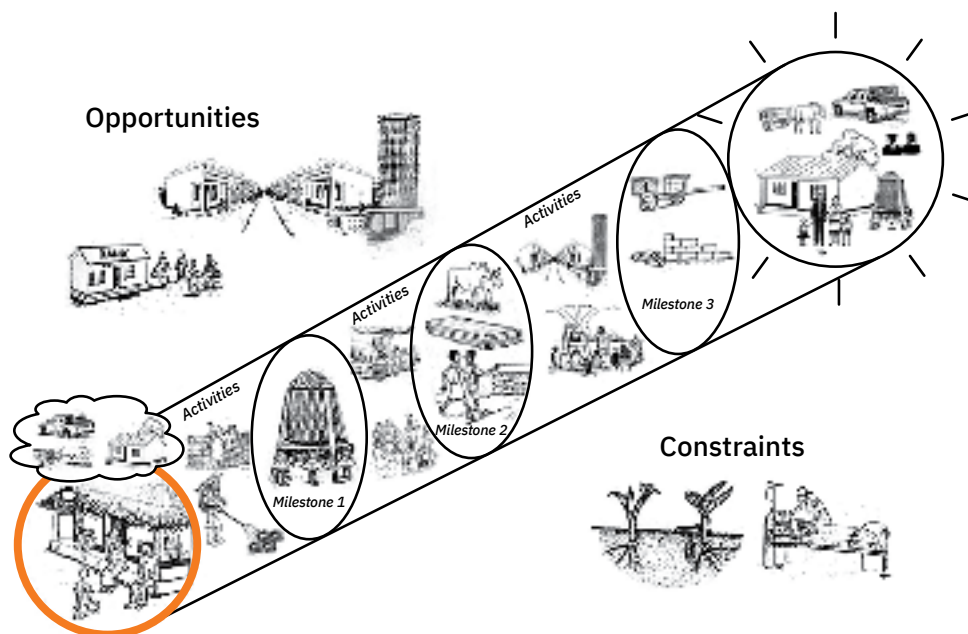 Opportunities
Activities
Milestone 3
Activities
Activities
Milestone 2
Milestone 1
Constraints